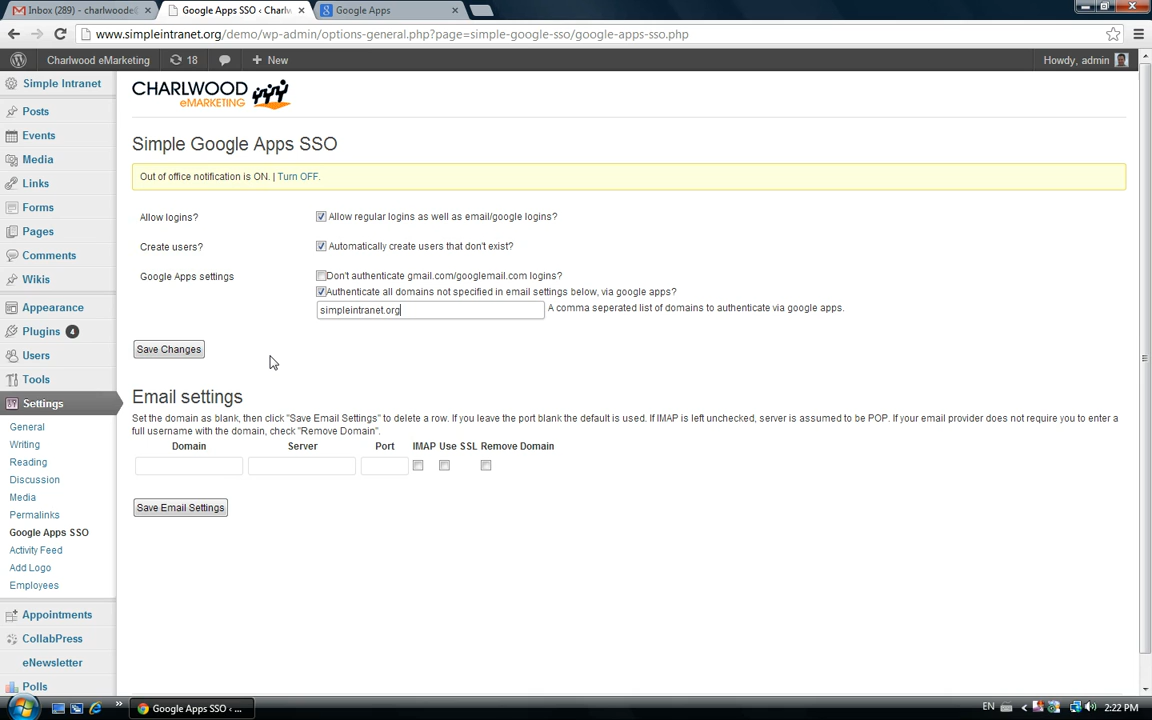 Inbox (289) - charlwoode
Google Apps SSO ‹ Charlw
Google Apps
www.simpleintranet.org/demo/wp-admin/options-general.php?page=simple-google-sso/google-apps-sso.php
Charlwood eMarketing 18 + New Howdy, admin
Simple Intranet
Posts
Events
Media
Links
Forms
Pages
Comments
Wikis
Appearance
Plugins 4
Users
Tools
Settings
General
Writing
Reading
Discussion
Media
Permalinks
Google Apps SSO
Activity Feed
Add Logo
Employees
Appointments
CollabPress
eNewsletter
Polls
CHARLWOOD
eMARKETING
Simple Google Apps SSO
Out of office notification is ON. | Turn OFF.
Allow logins? Allow regular logins as well as email/google logins?
Create users? Automatically create users that don't exist?
Google Apps settings Don't authenticate gmail.com/googlemail.com logins?
Authenticate all domains not specified in email settings below, via google apps?
simpleintranet.org A comma seperated list of domains to authenticate via google apps.
Save Changes
Email settings
Set the domain as blank, then click "Save Email Settings" to delete a row. If you leave the port blank the default is used. If IMAP is left unchecked, server is assumed to be POP. If your email provider does not require you to enter a
full username with the domain, check "Remove Domain".
Domain Server Port IMAP Use SSL Remove Domain
Save Email Settings
Google Apps SSO ‹ ...
EN
2:22 PM